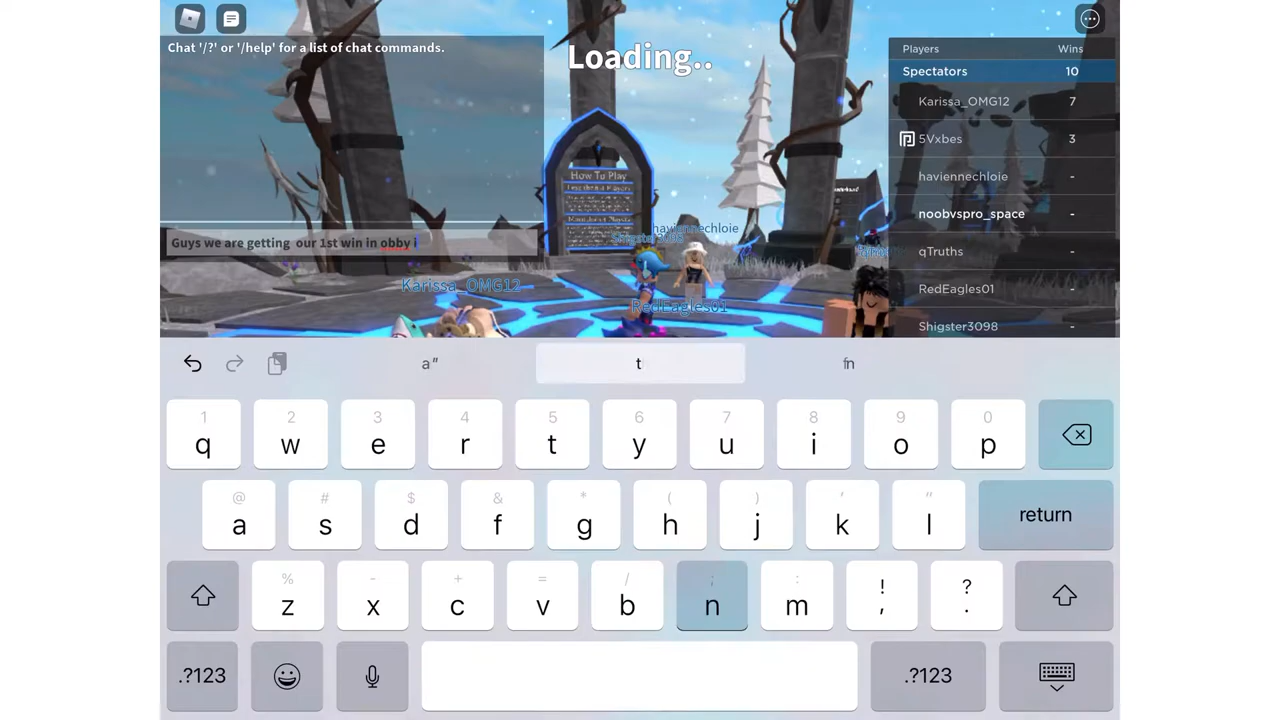 Chat '/?' or '/help' for a list of chat commands.
Loading..
Players Wins
Spectators 10
Karissa_OMG12 7
5Vxbes 3
haviennechloie -
noobvspro_space -
qTruths -
RedEagles01 -
Shigster3098 -
How To Play
haviennechloie
Shigster3098
Guys we are getting  our 1st win in obby i
Karissa_OMG12
RedEagles01
a" t fn
1 2 3 4 5 6 7 8 9 0
q w e r t y u i o p
@ # $ & * ( ) ' "
a s d f g h j k l return
% - + = / ; : ! ?
z x c v b n m , .
.?123 .?123